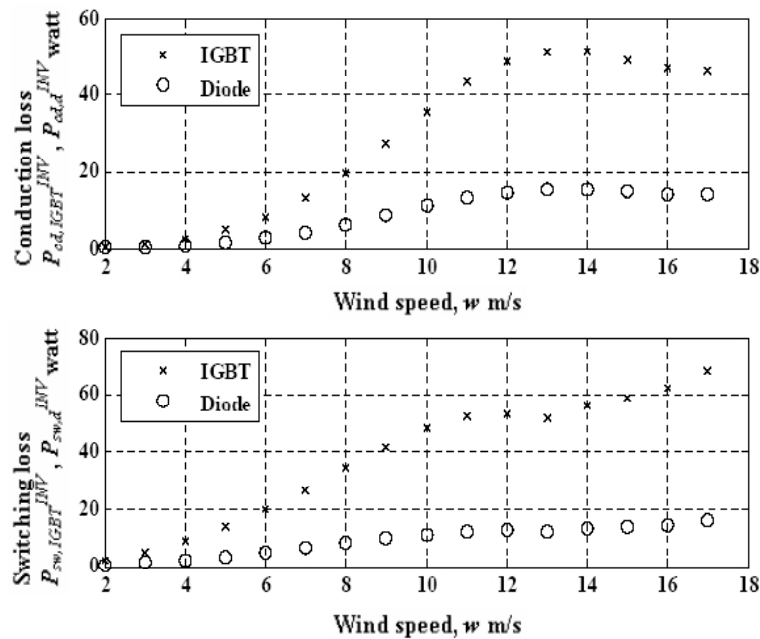 Conduction loss
P_cd,IGBT^INV , P_cd,d^INV watt
60
40
20
0
IGBT
Diode
2 4 6 8 10 12 14 16 18
Wind speed, w m/s
Switching loss
P_sw,IGBT^INV , P_sw,d^INV watt
80
60
40
20
0
IGBT
Diode
2 4 6 8 10 12 14 16 18
Wind speed, w m/s